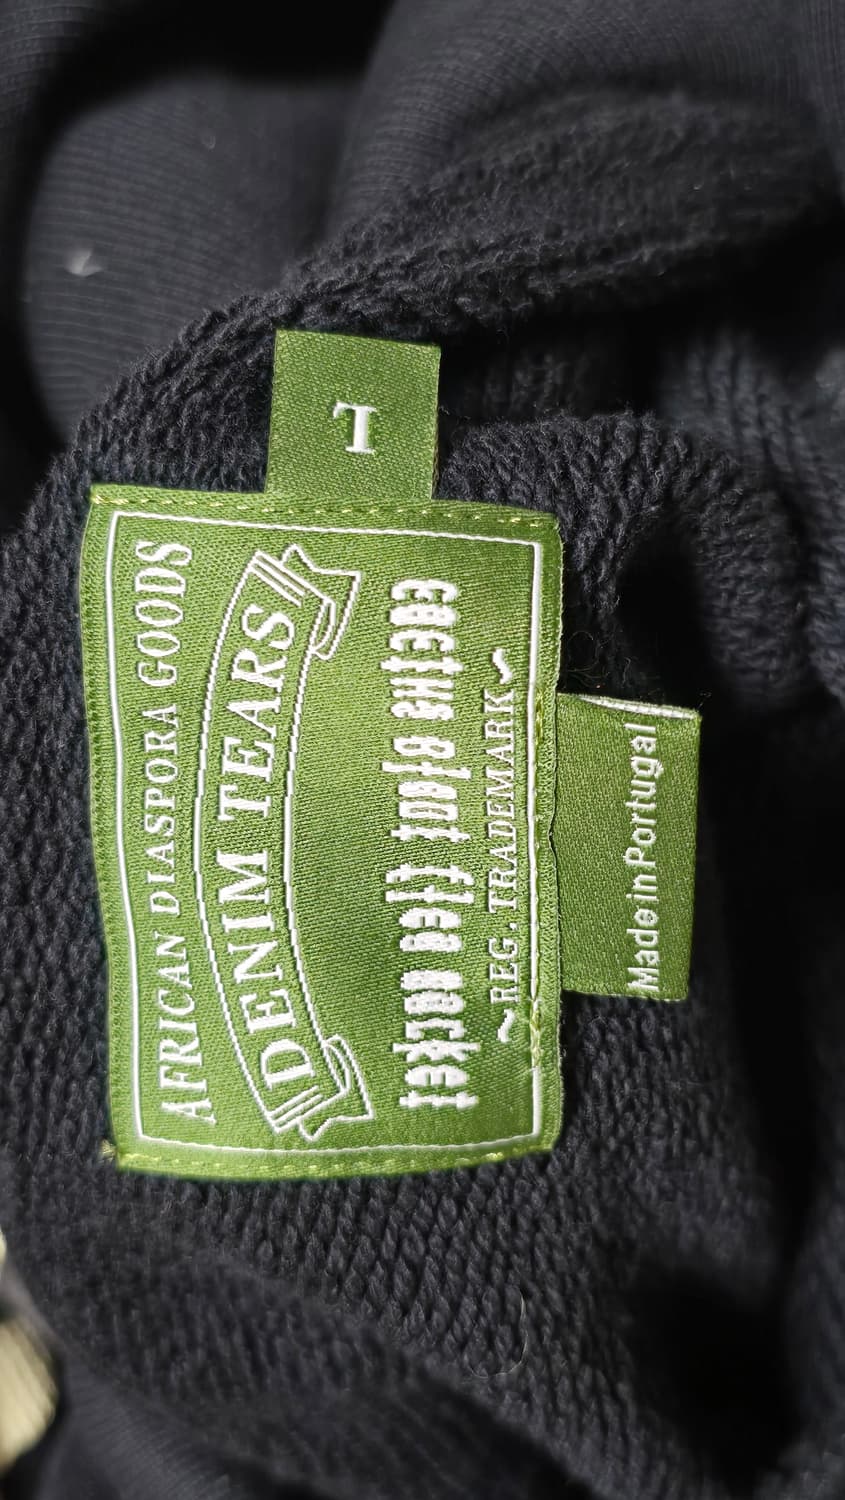 L
AFRICAN DIASPORA GOODS
DENIM TEARS
cactus plant flea market
~REG. TRADEMARK~
Made in Portugal